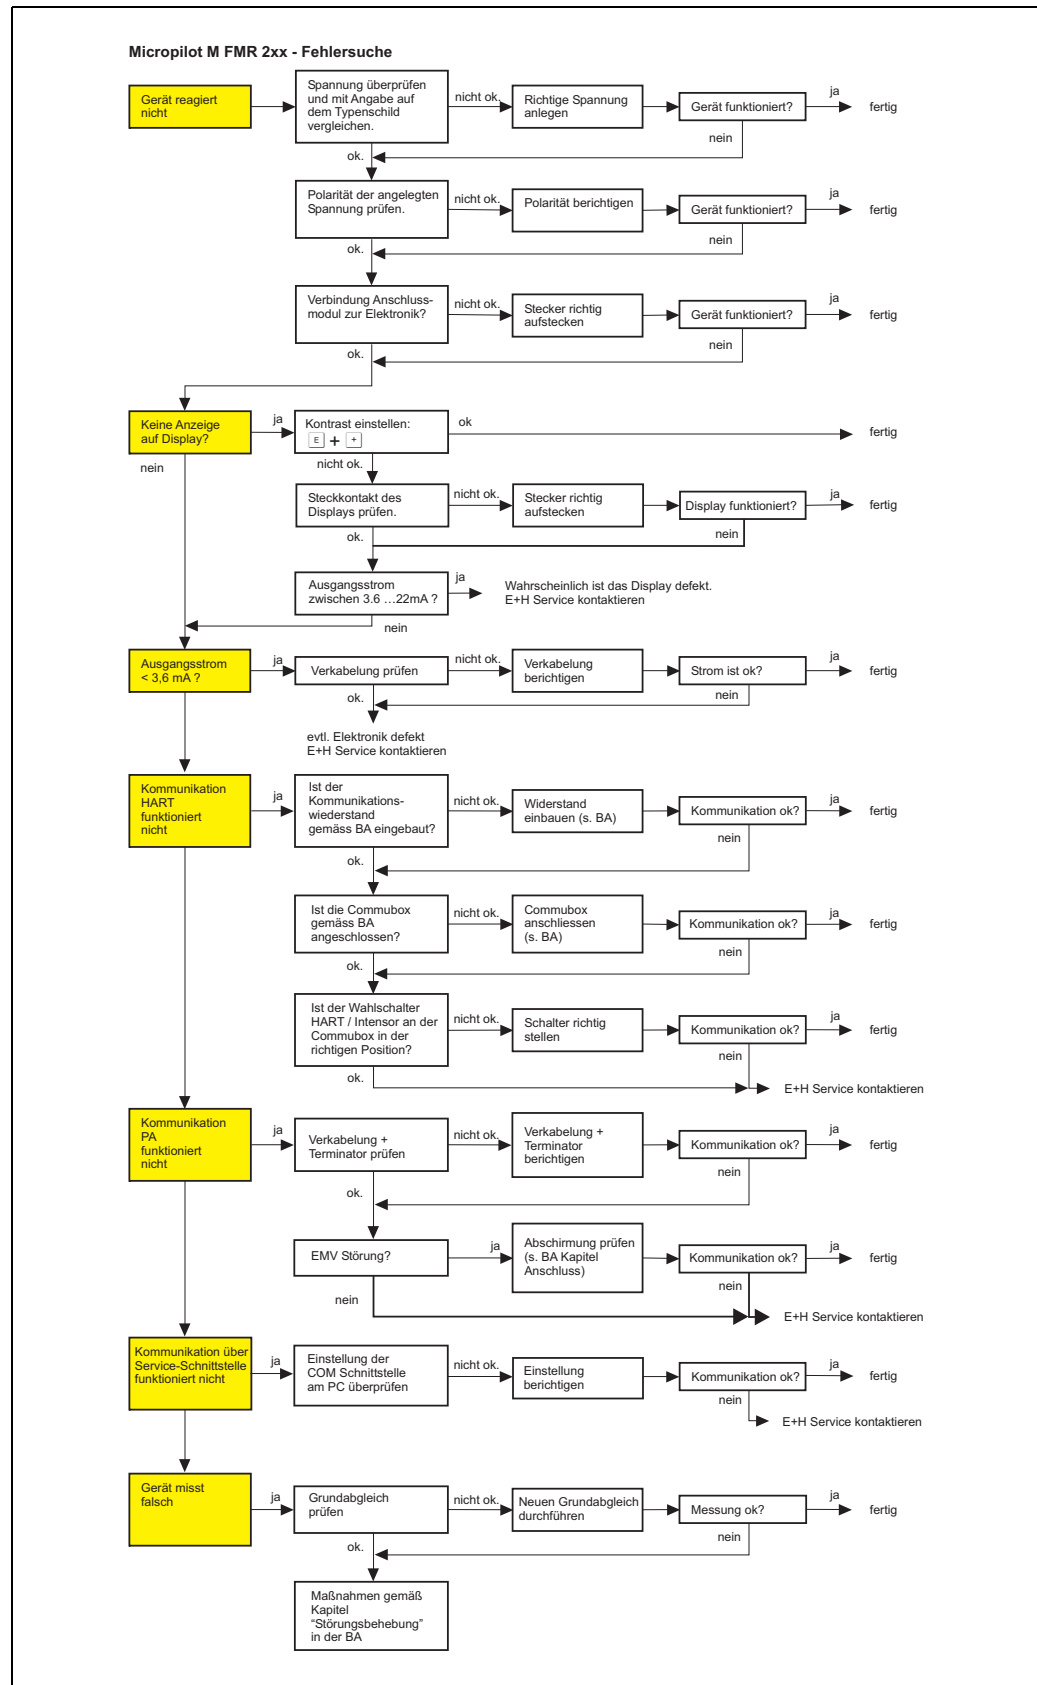 Micropilot M FMR 2xx - Fehlersuche
Gerät reagiert
nicht
Spannung überprüfen
und mit Angabe auf
dem Typenschild
vergleichen.
nicht ok.
Richtige Spannung
anlegen
Gerät funktioniert?
ja
fertig
nein
ok.
Polarität der angelegten
Spannung prüfen.
nicht ok.
Polarität berichtigen
Gerät funktioniert?
ja
fertig
nein
ok.
Verbindung Anschluss-
modul zur Elektronik?
nicht ok.
Stecker richtig
aufstecken
Gerät funktioniert?
ja
fertig
nein
ok.
Keine Anzeige
auf Display?
ja
Kontrast einstellen:
E + +
ok
fertig
nein
nicht ok.
Steckkontakt des
Displays prüfen.
nicht ok.
Stecker richtig
aufstecken
Display funktioniert?
ja
fertig
nein
ok.
Ausgangsstrom
zwischen 3.6 ...22mA ?
ja
Wahrscheinlich ist das Display defekt.
E+H Service kontaktieren
nein
Ausgangsstrom
< 3,6 mA ?
ja
Verkabelung prüfen
nicht ok.
Verkabelung
berichtigen
Strom ist ok?
ja
fertig
nein
ok.
evtl. Elektronik defekt
E+H Service kontaktieren
Kommunikation
HART
funktioniert
nicht
ja
Ist der
Kommunikations-
wiederstand
gemäss BA eingebaut?
nicht ok.
Widerstand
einbauen (s. BA)
Kommunikation ok?
ja
fertig
nein
ok.
Ist die Commubox
gemäss BA
angeschlossen?
nicht ok.
Commubox
anschliessen
(s. BA)
Kommunikation ok?
ja
fertig
nein
ok.
Ist der Wahlschalter
HART / Intensor an der
Commubox in der
richtigen Position?
nicht ok.
Schalter richtig
stellen
Kommunikation ok?
ja
fertig
nein
ok.
E+H Service kontaktieren
Kommunikation
PA
funktioniert
nicht
ja
Verkabelung +
Terminator prüfen
nicht ok.
Verkabelung +
Terminator
berichtigen
Kommunikation ok?
ja
fertig
nein
ok.
EMV Störung?
ja
Abschirmung prüfen
(s. BA Kapitel
Anschluss)
Kommunikation ok?
ja
fertig
nein
nein
E+H Service kontaktieren
Kommunikation über
Service-Schnittstelle
funktioniert nicht
ja
Einstellung der
COM Schnittstelle
am PC überprüfen
nicht ok.
Einstellung
berichtigen
Kommunikation ok?
ja
fertig
nein
E+H Service kontaktieren
Gerät misst
falsch
ja
Grundabgleich
prüfen
nicht ok.
Neuen Grundabgleich
durchführen
Messung ok?
ja
fertig
nein
ok.
Maßnahmen gemäß
Kapitel
“Störungsbehebung”
in der BA